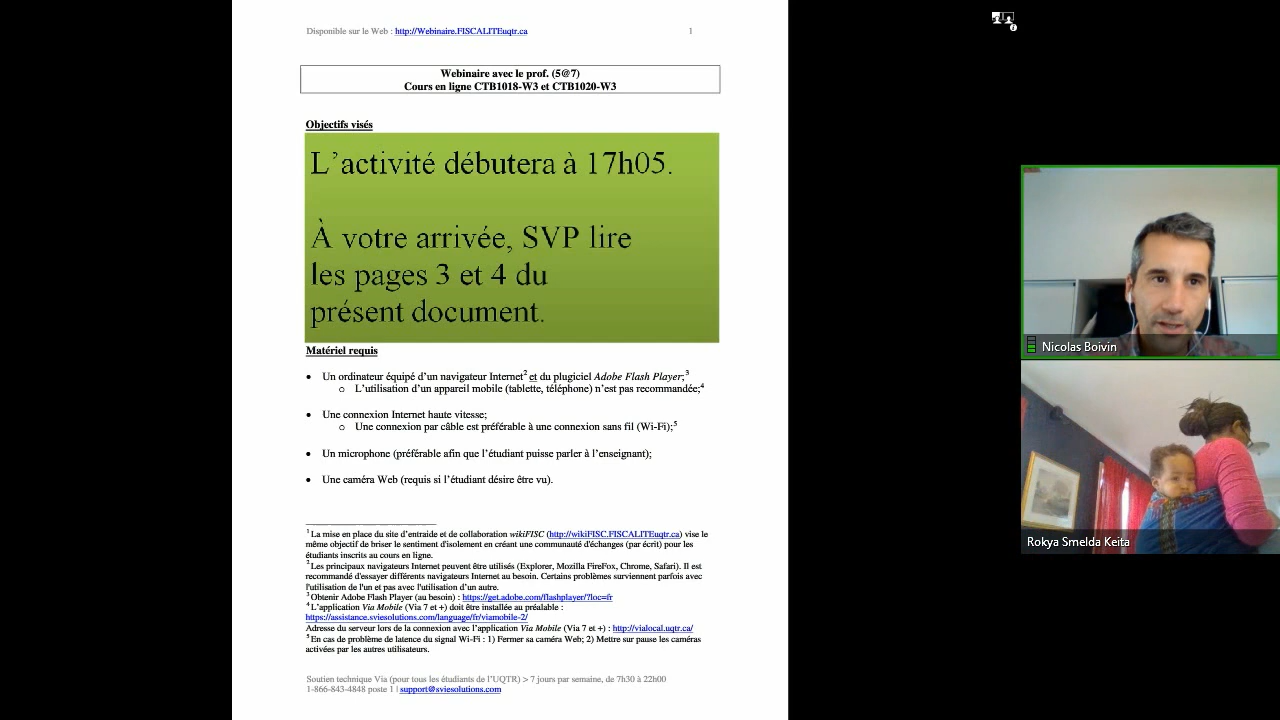 Disponible sur le Web : http://Webinaire.FISCALITEuqtr.ca 1
Webinaire avec le prof. (5@7)
Cours en ligne CTB1018-W3 et CTB1020-W3
Objectifs visés
L’activité débutera à 17h05.
À votre arrivée, SVP lire
les pages 3 et 4 du
présent document.
Matériel requis
• Un ordinateur équipé d’un navigateur Internet2 et du plugiciel Adobe Flash Player;3
o L’utilisation d’un appareil mobile (tablette, téléphone) n’est pas recommandée;4
• Une connexion Internet haute vitesse;
o Une connexion par câble est préférable à une connexion sans fil (Wi-Fi);5
• Un microphone (préférable afin que l’étudiant puisse parler à l’enseignant);
• Une caméra Web (requis si l’étudiant désire être vu).
1 La mise en place du site d’entraide et de collaboration wikiFISC (http://wikiFISC.FISCALITEuqtr.ca) vise le
même objectif de briser le sentiment d’isolement en créant une communauté d’échanges (par écrit) pour les
étudiants inscrits au cours en ligne.
2 Les principaux navigateurs Internet peuvent être utilisés (Explorer, Mozilla FireFox, Chrome, Safari). Il est
recommandé d’essayer différents navigateurs Internet au besoin. Certains problèmes surviennent parfois avec
l’utilisation de l’un et pas avec l’utilisation d’un autre.
3 Obtenir Adobe Flash Player (au besoin) : https://get.adobe.com/flashplayer/?loc=fr
4 L’application Via Mobile (Via 7 et +) doit être installée au préalable :
https://assistance.sviesolutions.com/language/fr/viamobile-2/
Adresse du serveur lors de la connexion avec l’application Via Mobile (Via 7 et +) : http://vialocal.uqtr.ca/
5 En cas de problème de latence du signal Wi-Fi : 1) Fermer sa caméra Web; 2) Mettre sur pause les caméras
activées par les autres utilisateurs.
Soutien technique Via (pour tous les étudiants de l’UQTR) > 7 jours par semaine, de 7h30 à 22h00
1-866-843-4848 poste 1 | support@sviesolutions.com
Nicolas Boivin
Rokya Smelda Keita